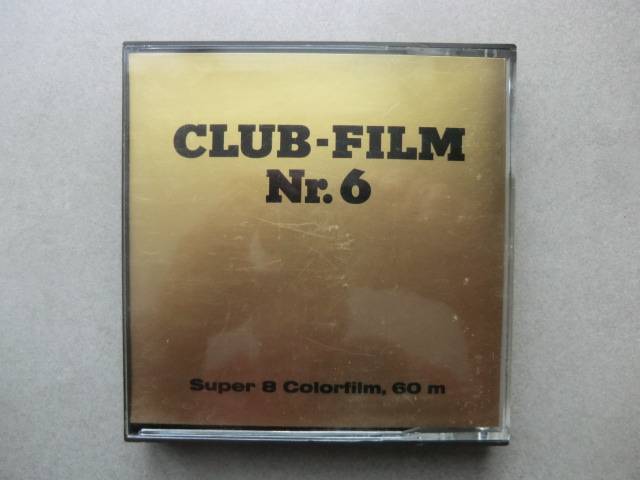 CLUB-FILM
Nr. 6
Super 8 Colorfilm, 60 m